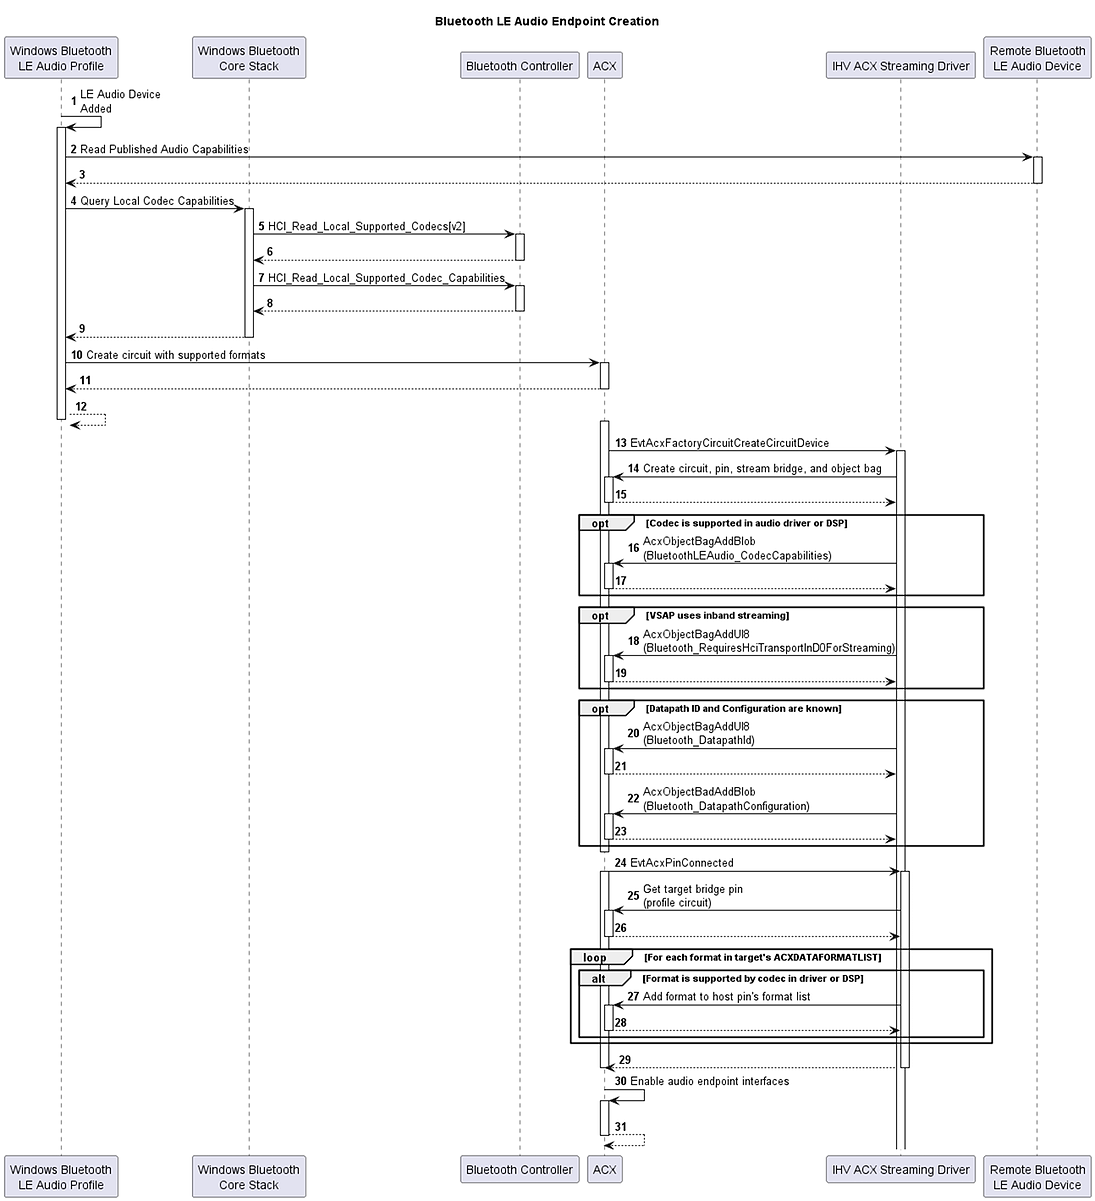 Bluetooth LE Audio Endpoint Creation
Windows Bluetooth
LE Audio Profile
Windows Bluetooth
Core Stack
Bluetooth Controller
ACX
IHV ACX Streaming Driver
Remote Bluetooth
LE Audio Device
1 LE Audio Device
Added
2 Read Published Audio Capabilities
3
4 Query Local Codec Capabilities
5 HCI_Read_Local_Supported_Codecs[v2]
6
7 HCI_Read_Local_Supported_Codec_Capabilities
8
9
10 Create circuit with supported formats
11
12
13 EvtAcxFactoryCircuitCreateCircuitDevice
14 Create circuit, pin, stream bridge, and object bag
15
opt [Codec is supported in audio driver or DSP]
16 AcxObjectBagAddBlob
(BluetoothLEAudio_CodecCapabilities)
17
opt [VSAP uses inband streaming]
18 AcxObjectBagAddUI8
(Bluetooth_RequiresHciTransportInD0ForStreaming)
19
opt [Datapath ID and Configuration are known]
20 AcxObjectBagAddUI8
(Bluetooth_DatapathId)
21
22 AcxObjectBadAddBlob
(Bluetooth_DatapathConfiguration)
23
24 EvtAcxPinConnected
25 Get target bridge pin
(profile circuit)
26
loop [For each format in target's ACXDATAFORMATLIST]
alt [Format is supported by codec in driver or DSP]
27 Add format to host pin's format list
28
29
30 Enable audio endpoint interfaces
31
Windows Bluetooth
LE Audio Profile
Windows Bluetooth
Core Stack
Bluetooth Controller
ACX
IHV ACX Streaming Driver
Remote Bluetooth
LE Audio Device